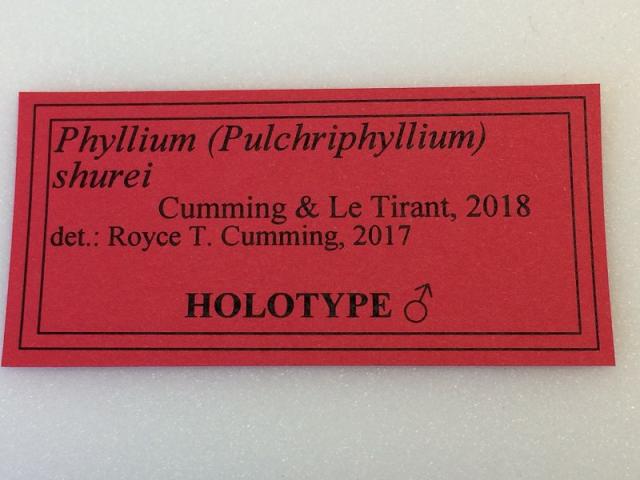 Phyllium (Pulchriphyllium)
shurei
Cumming & Le Tirant, 2018
det.: Royce T. Cumming, 2017
HOLOTYPE ♂